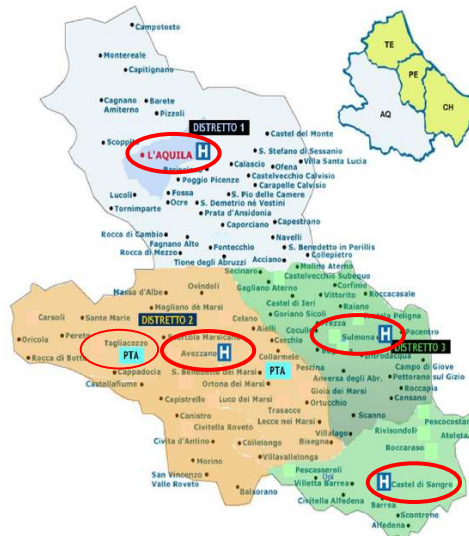 Campotosto
Montereale
Capitignano
Cagnano
Amiterno
Barete
Pizzoli
DISTRETTO 1
Scoppito
L'AQUILA
H
Castel del Monte
S. Stefano di Sessanio
Villa Santa Lucia
Calascio
Ofena
Poggio Picenze
Castelvecchio Calvisio
Carapelle Calvisio
Lucoli
Fossa
S. Pio delle Camere
Tornimparte
Ocre
S. Demetrio né Vestini
Prata d'Ansidonia
Caporciano
Capestrano
Rocca di Cambio
Navelli
Fagnano Alto
Fontecchio
S. Benedetto in Perillis
Rocca di Mezzo
Collepietro
Tione degli Abruzzi
Acciano
Molina Aterno
Secinaro
Castelvecchio Subequo
Gagliano Aterno
Corfinio
Roccacasale
Massa d'Albo
Ovindoli
Castel di Ieri
Vittorito
Magliano dè Marsi
Goriano Sicoli
Raiano
Carsoli
Sante Marie
DISTRETTO 2
Celano
Aielli
Cocullo
Pacentro
Oricola
Pereto
Tagliacozzo
Cerchio
Sulmona
H
DISTRETTO 3
Rocca di Bott
PTA
Avezzano
H
Collarmele
Cappadocia
S. Benedetto dei Marsi
PTA
Pescina
Campo di Giove
Castellafiume
Ortona dei Marsi
Anversa degli Abr.
Pettorano sul Gizio
Capistrello
Luco dei Marsi
Gioia dei Marsi
Roccapia
Ortucchio
Cansano
Canistro
Trasacco
Scanno
Civitella Roveto
Lecce nei Marsi
Pescocostanzo
Civita d'Antino
Collelongo
Bisegna
Villalago
Rivisondoli
Ateleta
Morino
Villavallelonga
Roccaraso
San Vincenzo
Valle Roveto
Pescasseroli
Opi
H
Castel di Sangro
Balsorano
Villetta Barrea
Civitella Alfedena
Barrea
Scontrone
Alfedena
TE
PE
AQ
CH